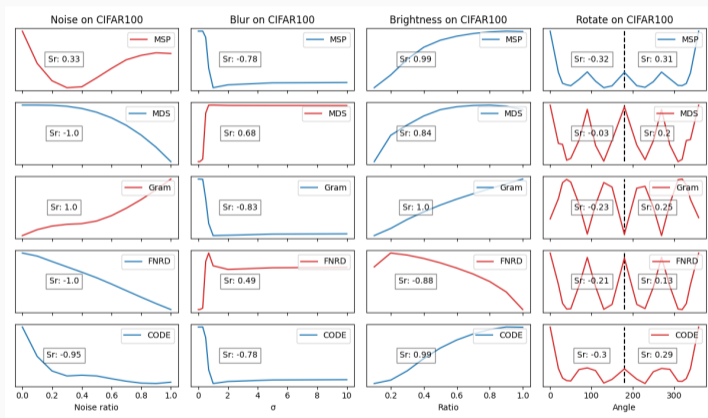 Noise on CIFAR100 Blur on CIFAR100 Brightness on CIFAR100 Rotate on CIFAR100
MSP MSP MSP MSP
Sr: 0.33 Sr: -0.78 Sr: 0.99 Sr: -0.32 Sr: 0.31
MDS MDS MDS MDS
Sr: -1.0 Sr: 0.68 Sr: 0.84 Sr: -0.03 Sr: 0.2
Gram Gram Gram Gram
Sr: 1.0 Sr: -0.83 Sr: 1.0 Sr: -0.23 Sr: 0.25
FNRD FNRD FNRD FNRD
Sr: -1.0 Sr: 0.49 Sr: -0.88 Sr: -0.21 Sr: 0.13
CODE CODE CODE CODE
Sr: -0.95 Sr: -0.78 Sr: 0.99 Sr: -0.3 Sr: 0.29
0.0 0.2 0.4 0.6 0.8 1.0 0 2 4 6 8 10 0.2 0.4 0.6 0.8 1.0 0 100 200 300
Noise ratio σ Ratio Angle